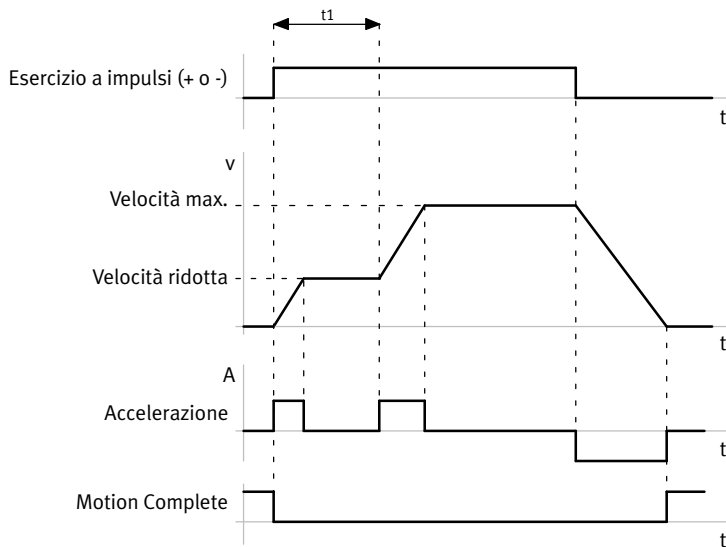 t1
Esercizio a impulsi (+ o -)
t
v
Velocità max.
Velocità ridotta
t
A
Accelerazione
t
Motion Complete
t